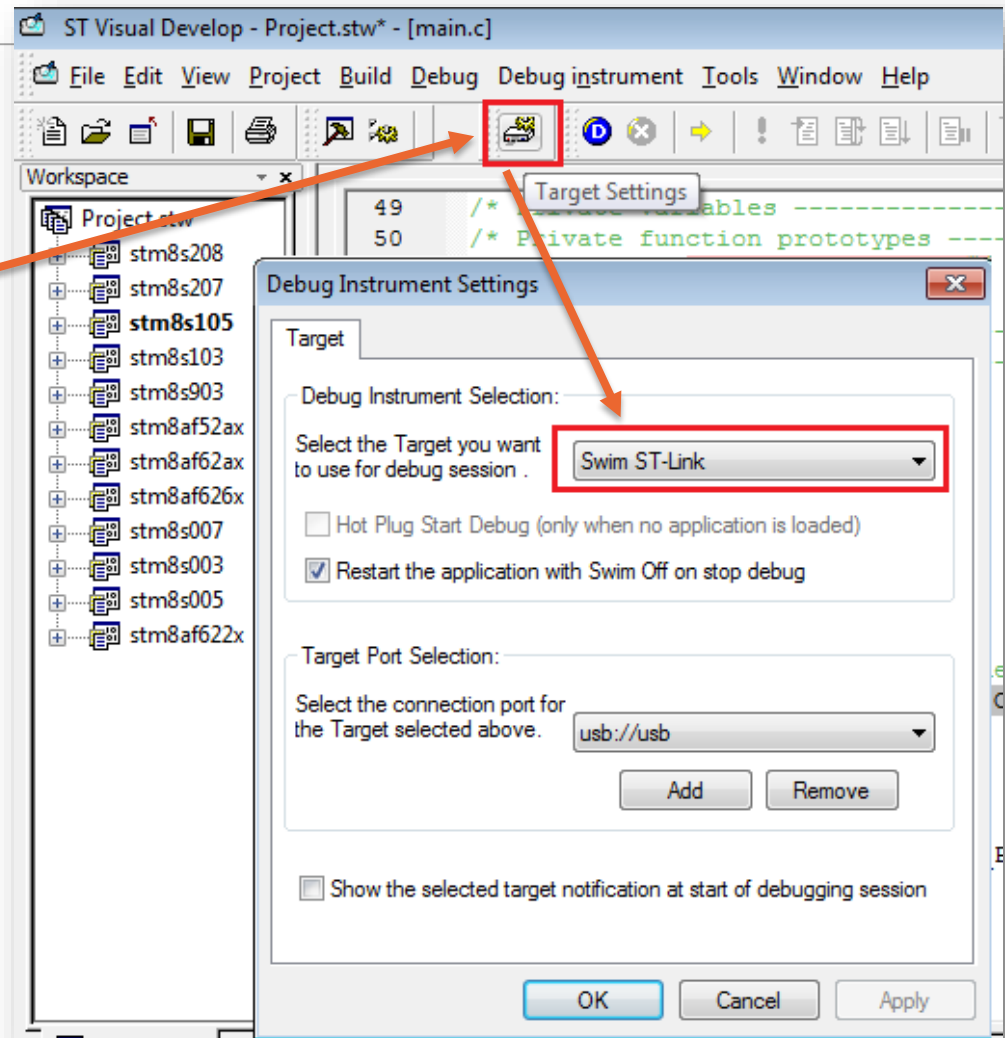 ST Visual Develop - Project.stw* - [main.c]
File Edit View Project Build Debug Debug instrument Tools Window Help
Workspace
Target Settings
Project.stw
stm8s208
stm8s207
stm8s105
stm8s103
stm8s903
stm8af52ax
stm8af62ax
stm8af626x
stm8s007
stm8s003
stm8s005
stm8af622x
49 /* Private variables --------------
50 /* Private function prototypes ----
Debug Instrument Settings
Target
Debug Instrument Selection:
Select the Target you want
to use for debug session .
Swim ST-Link
Hot Plug Start Debug (only when no application is loaded)
Restart the application with Swim Off on stop debug
Target Port Selection:
Select the connection port for
the Target selected above.
usb://usb
Add Remove
Show the selected target notification at start of debugging session
OK Cancel Apply